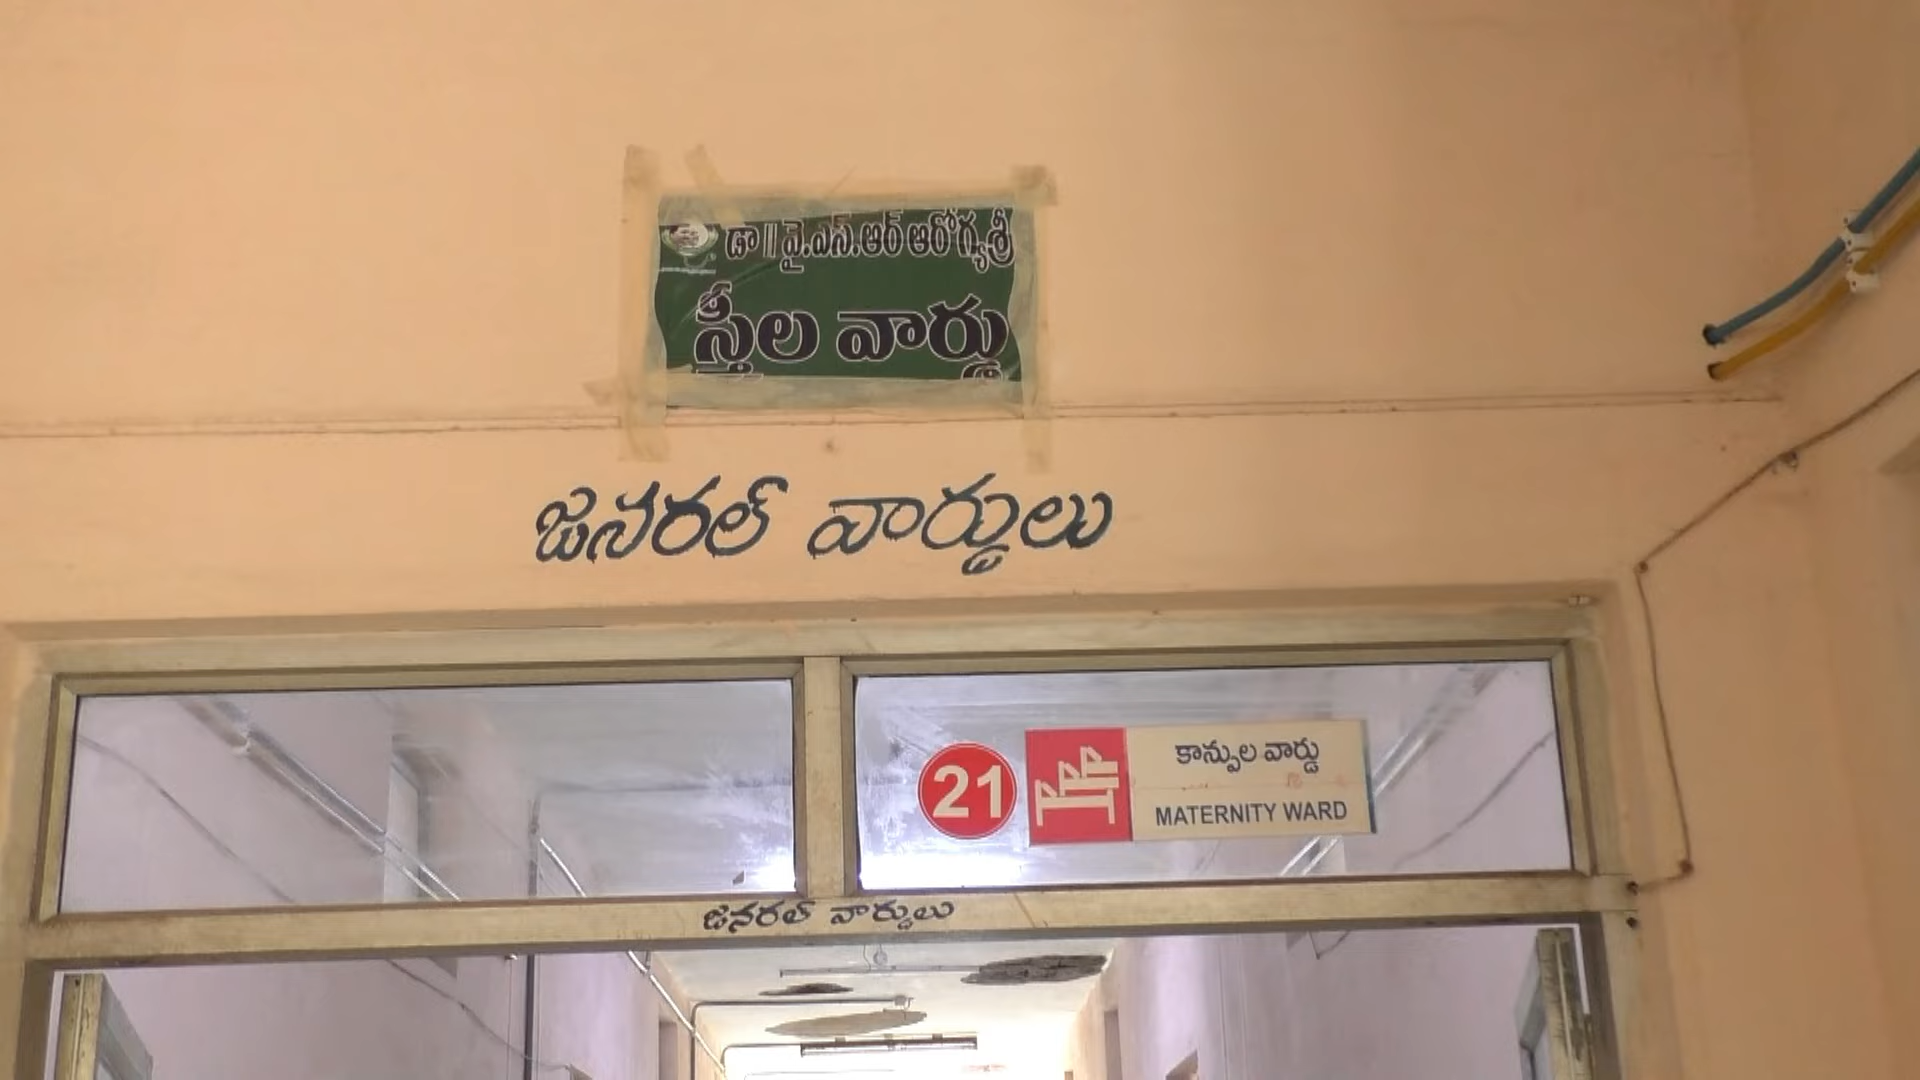 డా || వై.ఎస్.ఆర్ ఆరోగ్యశ్రీ
స్త్రీల వార్డు
జనరల్ వార్డులు
21
కాన్పుల వార్డు
MATERNITY WARD
జనరల్ వార్డులు